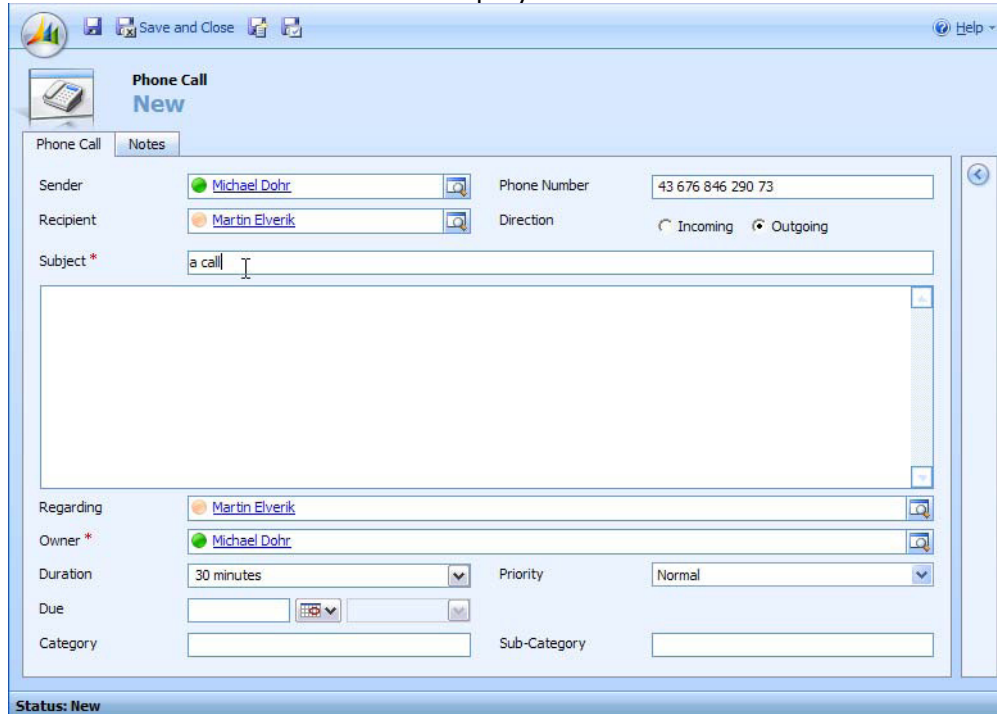 Save and Close Help
Phone Call
New
Phone Call Notes
Sender Michael Dohr Phone Number 43 676 846 290 73
Recipient Martin Elverik Direction Incoming Outgoing
Subject * a call
Regarding Martin Elverik
Owner * Michael Dohr
Duration 30 minutes Priority Normal
Due
Category Sub-Category
Status: New